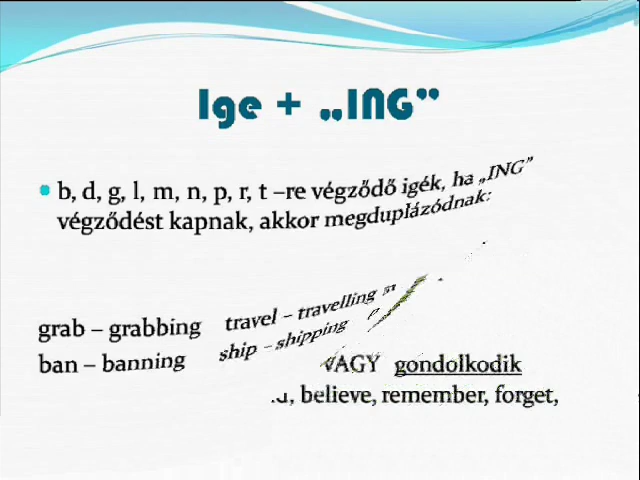 Ige + „ING”
b, d, g, l, m, n, p, r, t –re végződő igék, ha „ING”
végződést kapnak, akkor megduplázódnak:
grab – grabbing travel – travelling
ban – banning ship – shipping
VAGY gondolkodik
believe, remember, forget,